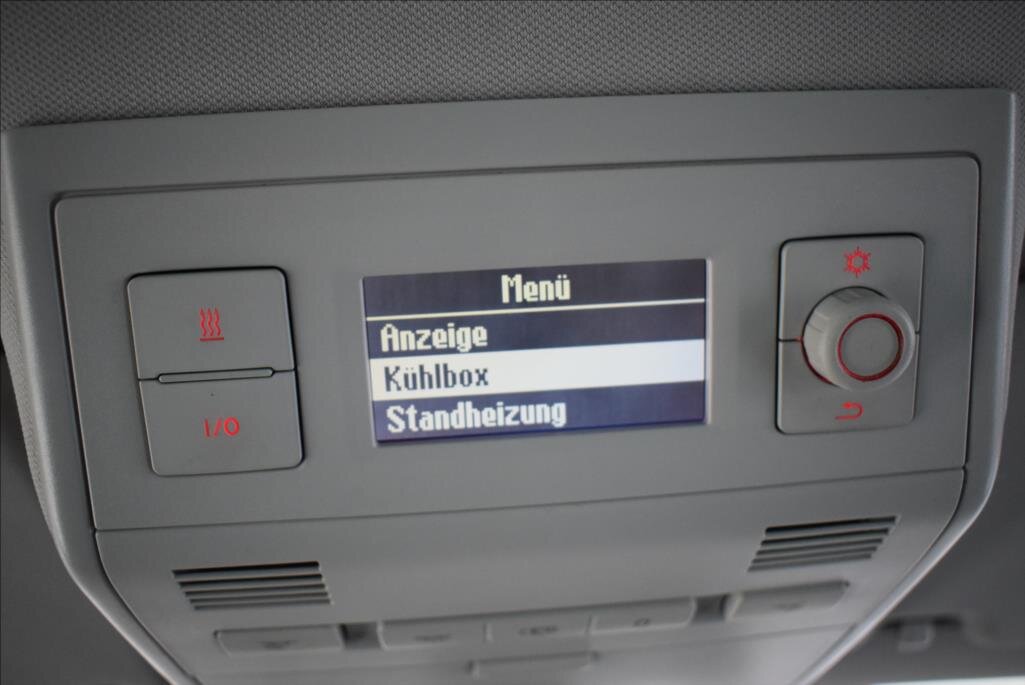 Menü
Anzeige
Kühlbox
Standheizung
I/O